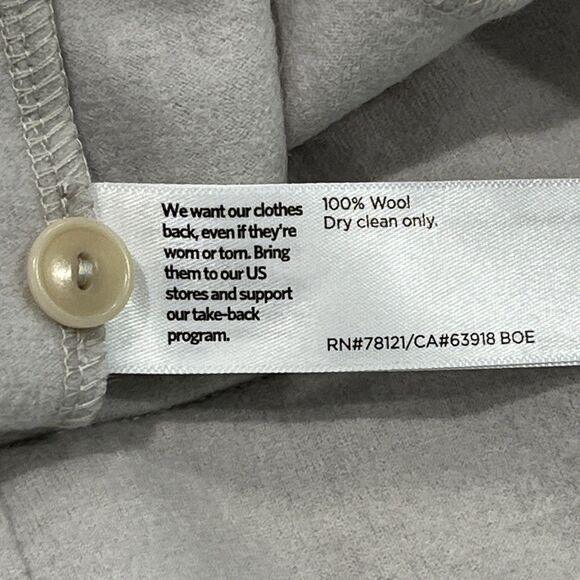 We want our clothes
back, even if they're
worn or torn. Bring
them to our US
stores and support
our take-back
program.
100% Wool
Dry clean only.
RN#78121/CA#63918 BOE